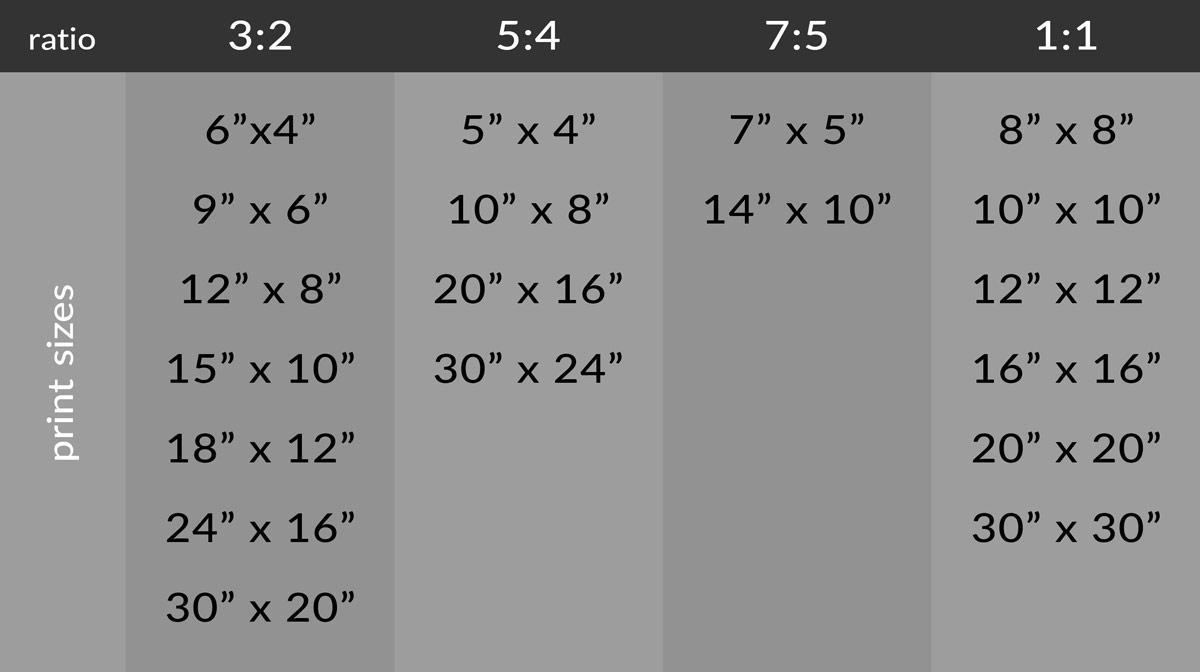 ratio 3:2 5:4 7:5 1:1
6”x4” 5” x 4” 7” x 5” 8” x 8”
9” x 6” 10” x 8” 14” x 10” 10” x 10”
12” x 8” 20” x 16” 12” x 12”
15” x 10” 30” x 24” 16” x 16”
18” x 12” 20” x 20”
24” x 16” 30” x 30”
30” x 20”
print sizes